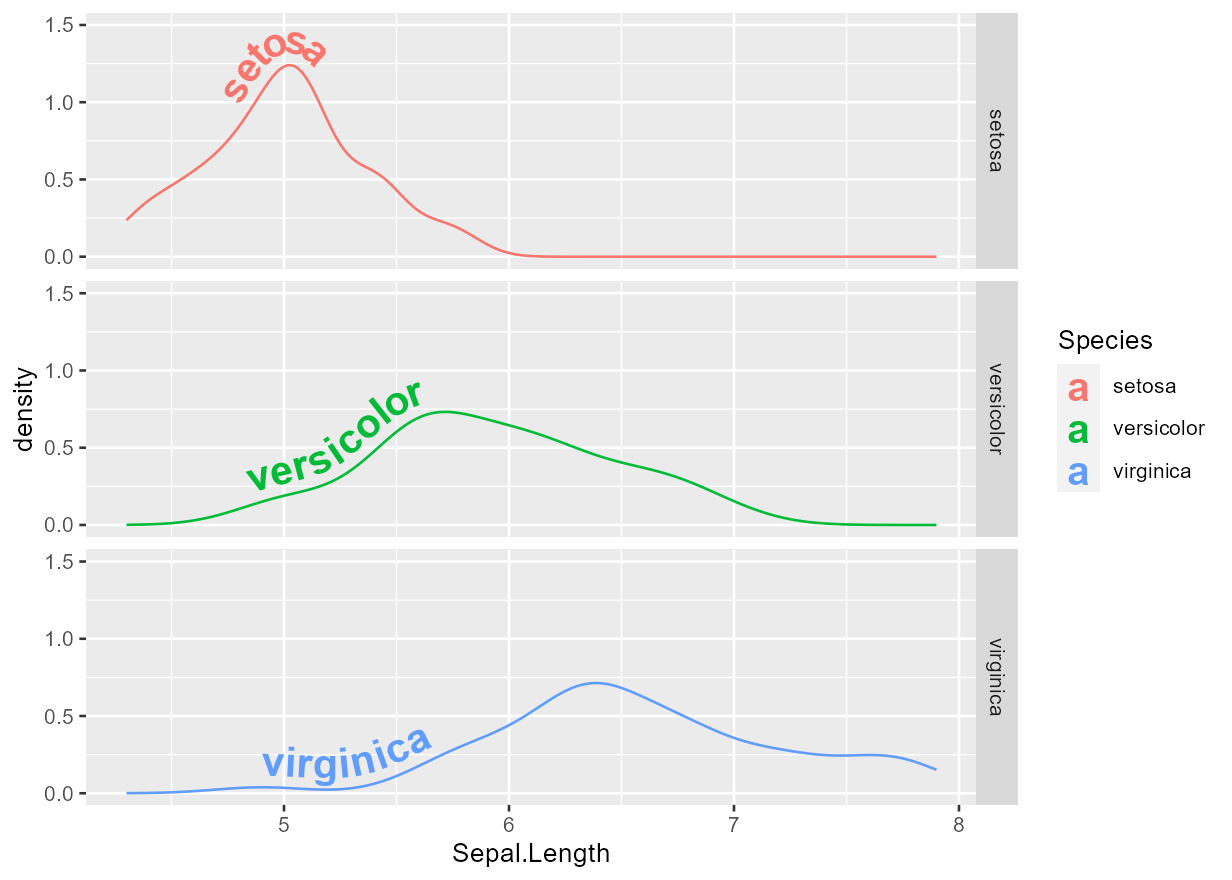 1.5
1.0
0.5
0.0
setosa
setosa
1.5
1.0
0.5
0.0
versicolor
versicolor
1.5
1.0
0.5
0.0
virginica
virginica
5 6 7 8
Sepal.Length
density
Species
a setosa
a versicolor
a virginica